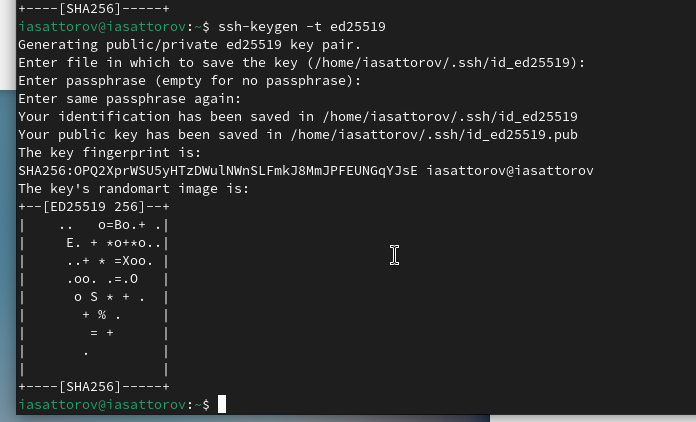 +----[SHA256]-----+
iasattorov@iasattorov:~$ ssh-keygen -t ed25519
Generating public/private ed25519 key pair.
Enter file in which to save the key (/home/iasattorov/.ssh/id_ed25519):
Enter passphrase (empty for no passphrase):
Enter same passphrase again:
Your identification has been saved in /home/iasattorov/.ssh/id_ed25519
Your public key has been saved in /home/iasattorov/.ssh/id_ed25519.pub
The key fingerprint is:
SHA256:OPQ2XprWSU5yHTzDWulNWnSLFmkJ8MmJPFEUNGqYJsE iasattorov@iasattorov
The key's randomart image is:
+--[ED25519 256]--+
|    ..   o=Bo.+ .|
|     E. + *o+*o..|
|     ..+ * =Xoo. |
|     .oo. .=.O   |
|      o S * + .  |
|       + % .     |
|        = +      |
|       .         |
|                 |
+----[SHA256]-----+
iasattorov@iasattorov:~$